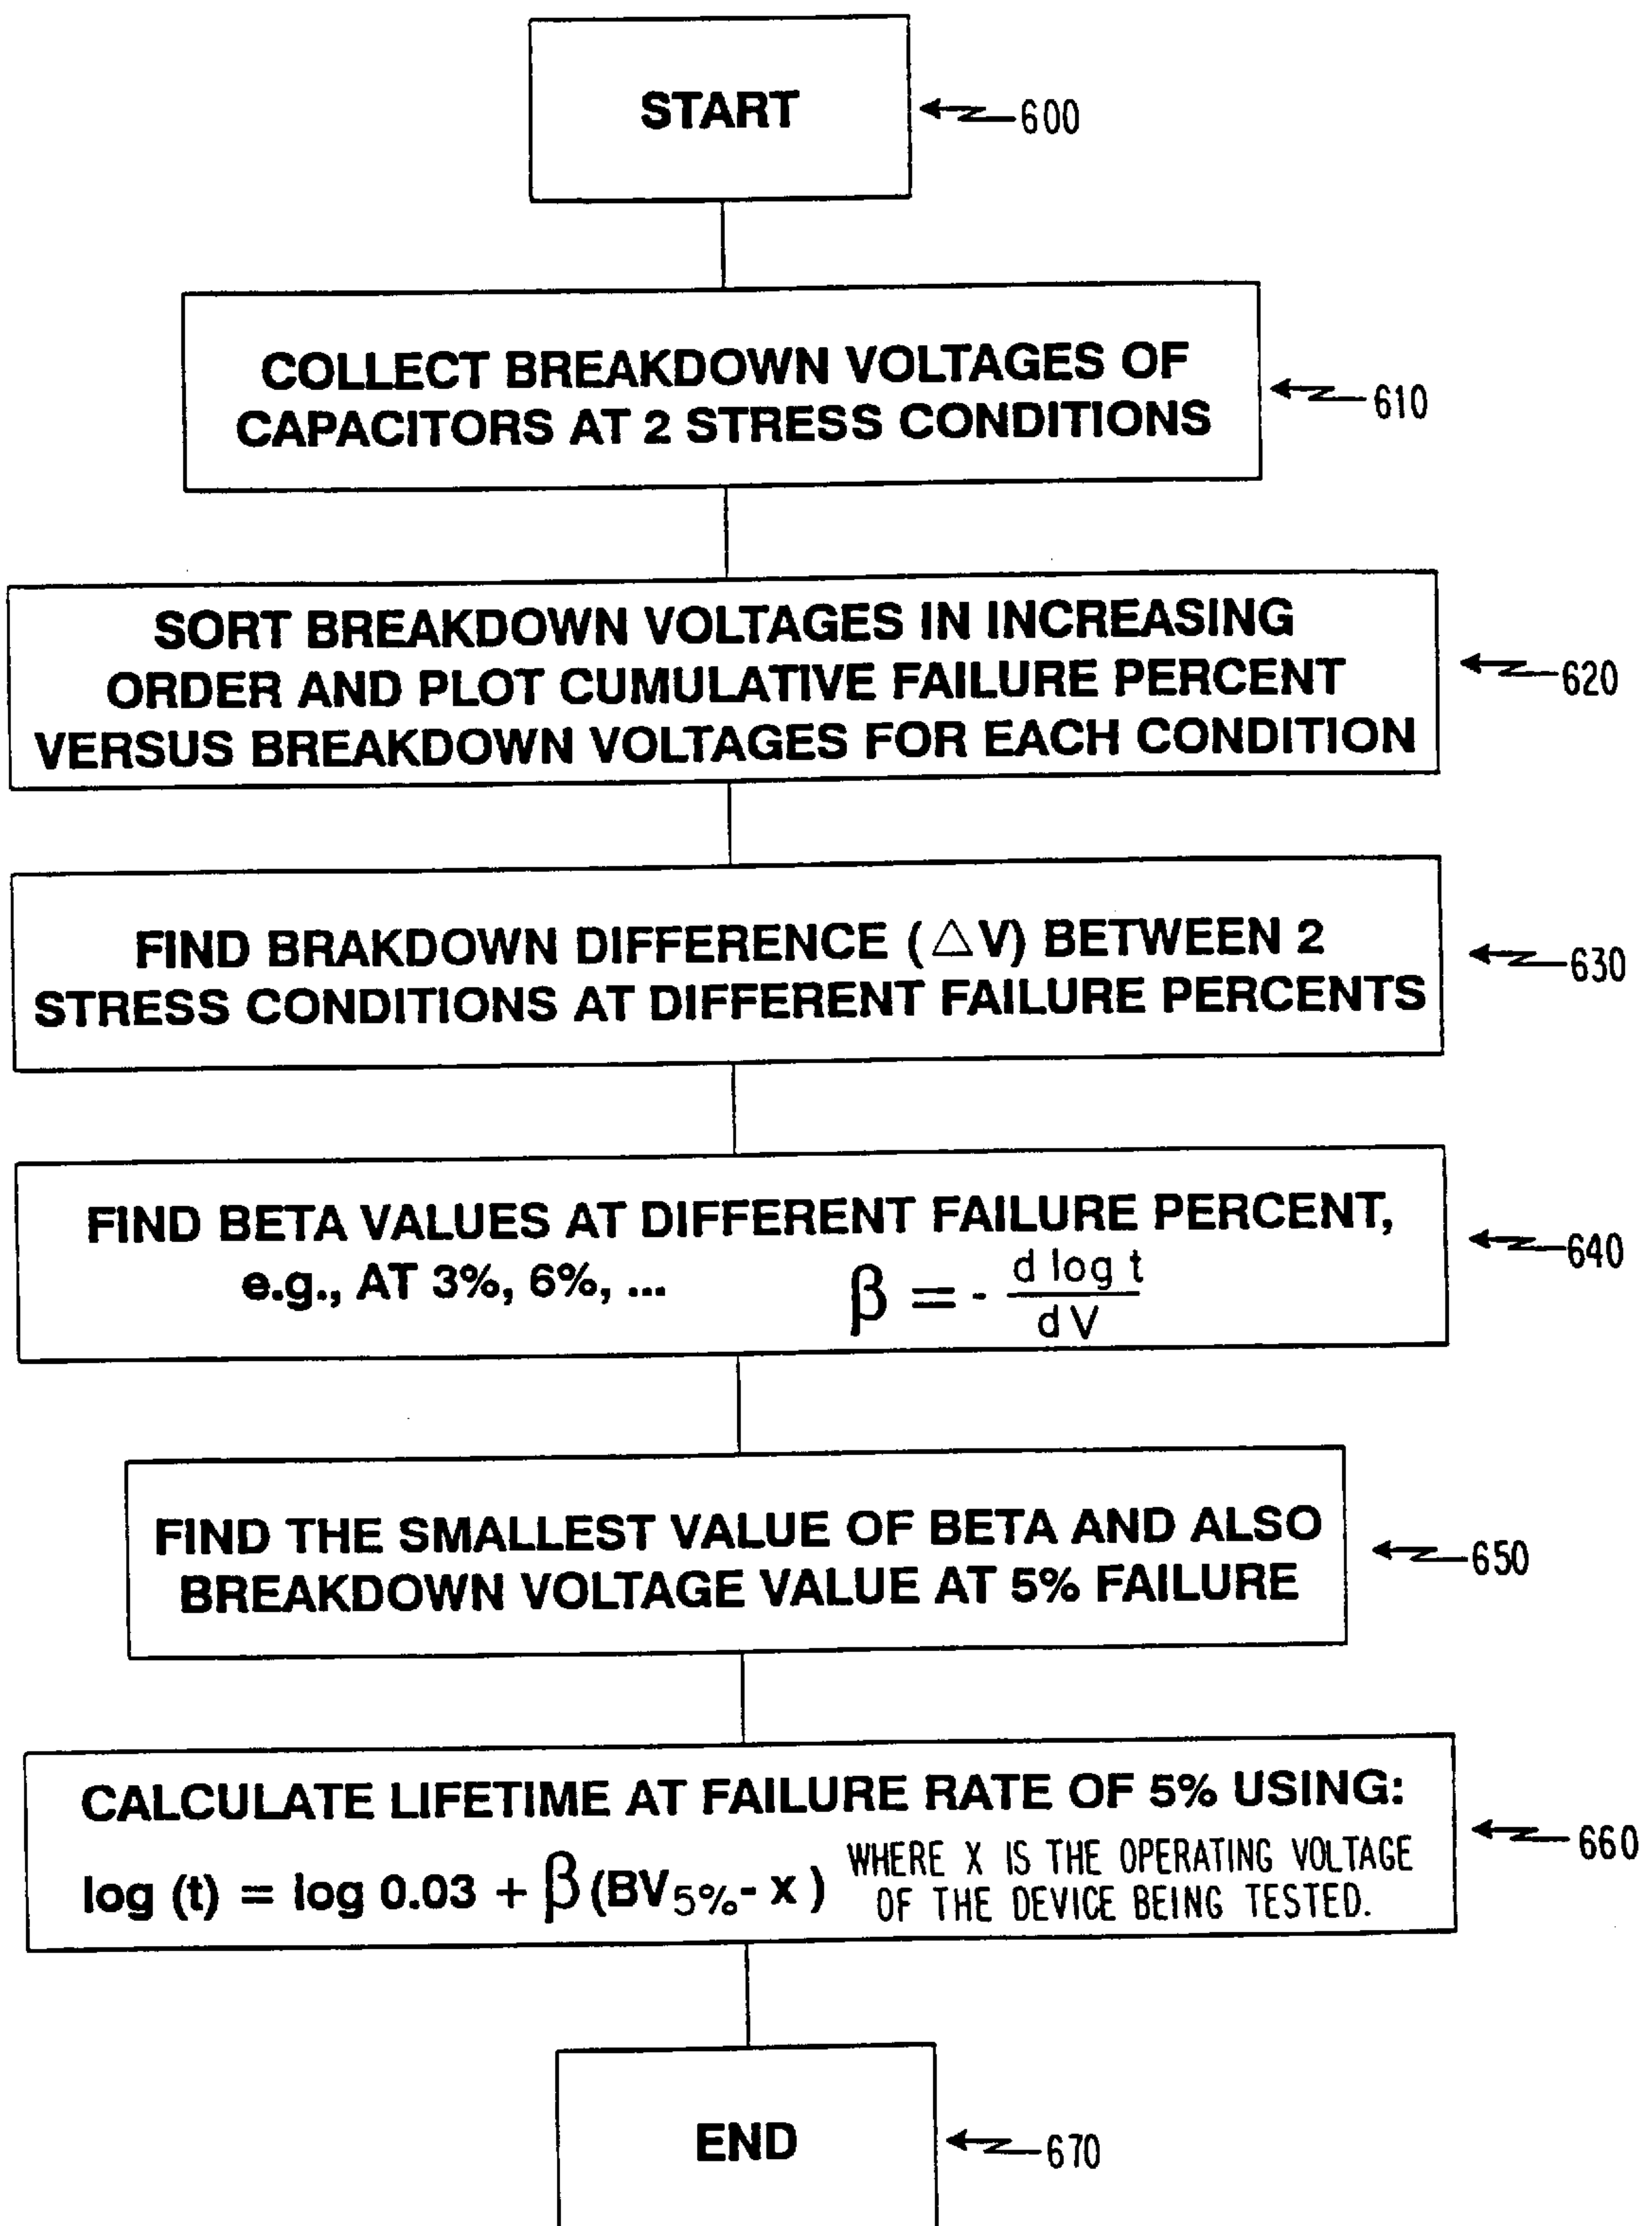 START
600
COLLECT BREAKDOWN VOLTAGES OF
CAPACITORS AT 2 STRESS CONDITIONS
610
SORT BREAKDOWN VOLTAGES IN INCREASING
ORDER AND PLOT CUMULATIVE FAILURE PERCENT
VERSUS BREAKDOWN VOLTAGES FOR EACH CONDITION
620
FIND BRAKDOWN DIFFERENCE (△V) BETWEEN 2
STRESS CONDITIONS AT DIFFERENT FAILURE PERCENTS
630
FIND BETA VALUES AT DIFFERENT FAILURE PERCENT,
e.g., AT 3%, 6%, ... β = - d log t / d V
640
FIND THE SMALLEST VALUE OF BETA AND ALSO
BREAKDOWN VOLTAGE VALUE AT 5% FAILURE
650
CALCULATE LIFETIME AT FAILURE RATE OF 5% USING:
log (t) = log 0.03 + β (BV5% - x)
WHERE X IS THE OPERATING VOLTAGE
OF THE DEVICE BEING TESTED.
660
END
670